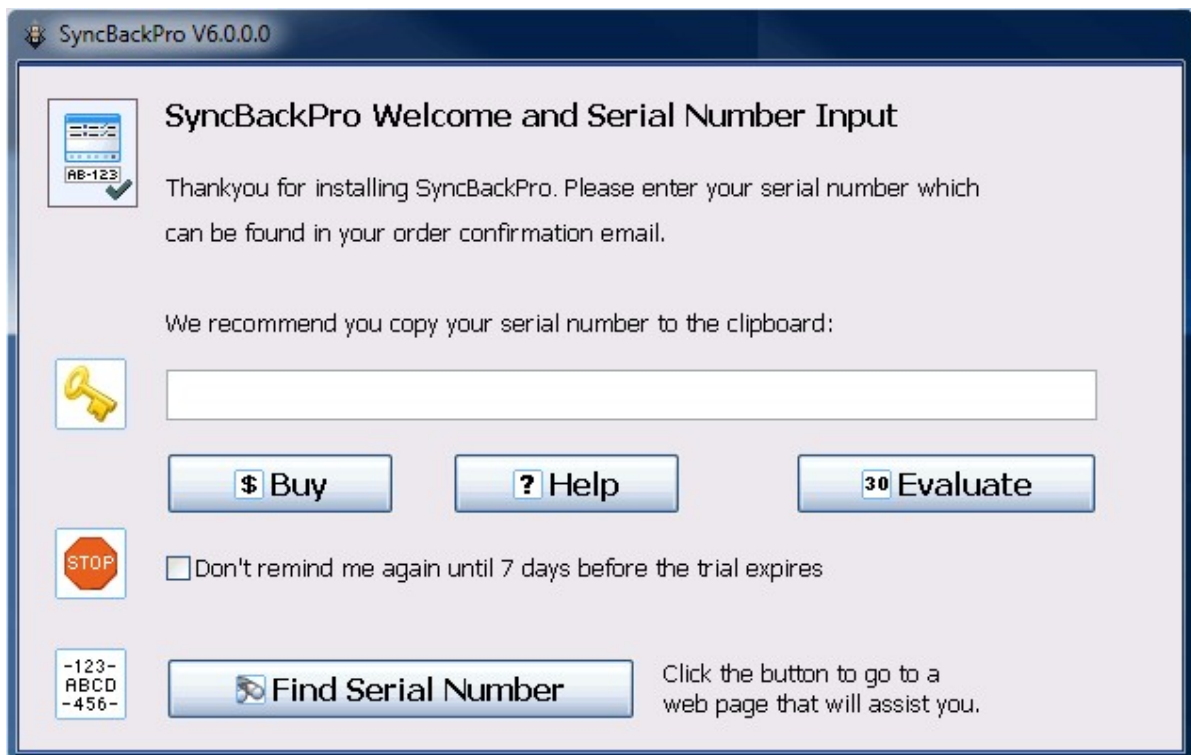 SyncBackPro V6.0.0.0
SyncBackPro Welcome and Serial Number Input
AB-123
Thankyou for installing SyncBackPro. Please enter your serial number which
can be found in your order confirmation email.
We recommend you copy your serial number to the clipboard:
$ Buy
? Help
30 Evaluate
STOP
Don't remind me again until 7 days before the trial expires
-123-
ABCD
-456-
Find Serial Number
Click the button to go to a
web page that will assist you.